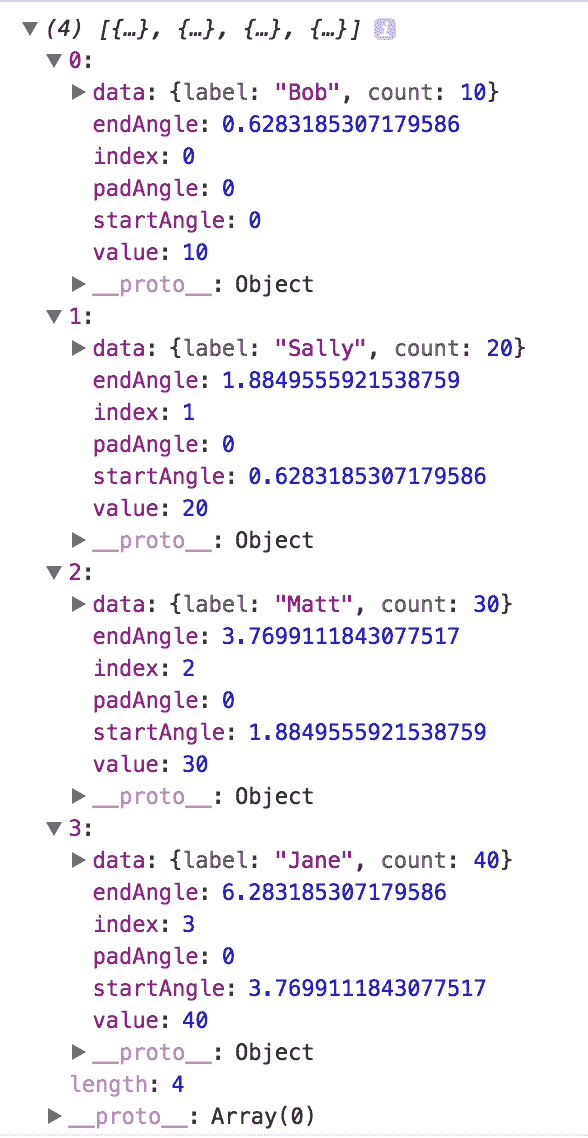 ▼ (4) [{…}, {…}, {…}, {…}] i
▼ 0:
▶ data: {label: "Bob", count: 10}
endAngle: 0.6283185307179586
index: 0
padAngle: 0
startAngle: 0
value: 10
▶ __proto__: Object
▼ 1:
▶ data: {label: "Sally", count: 20}
endAngle: 1.8849555921538759
index: 1
padAngle: 0
startAngle: 0.6283185307179586
value: 20
▶ __proto__: Object
▼ 2:
▶ data: {label: "Matt", count: 30}
endAngle: 3.7699111843077517
index: 2
padAngle: 0
startAngle: 1.8849555921538759
value: 30
▶ __proto__: Object
▼ 3:
▶ data: {label: "Jane", count: 40}
endAngle: 6.283185307179586
index: 3
padAngle: 0
startAngle: 3.7699111843077517
value: 40
▶ __proto__: Object
length: 4
▶ __proto__: Array(0)